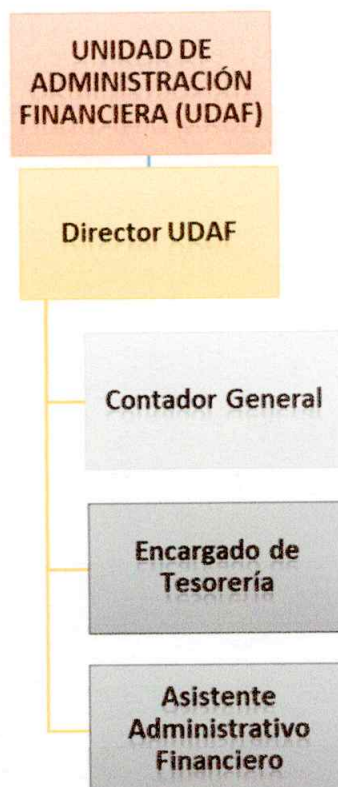 UNIDAD DE
ADMINISTRACIÓN
FINANCIERA (UDAF)
Director UDAF
Contador General
Encargado de
Tesorería
Asistente
Administrativo
Financiero